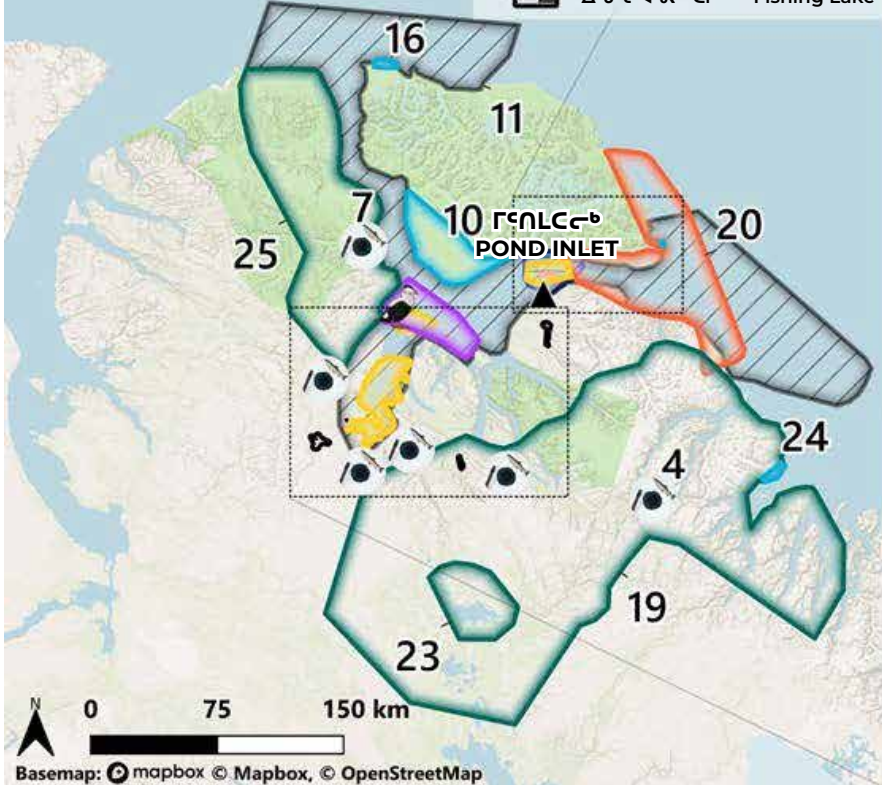 Fishing Lake
16
11
7
10
ᒥᑦᑎᒪᑕᓕᒃ
POND INLET
20
25
24
4
19
23
N
0 75 150 km
Basemap: mapbox © Mapbox, © OpenStreetMap